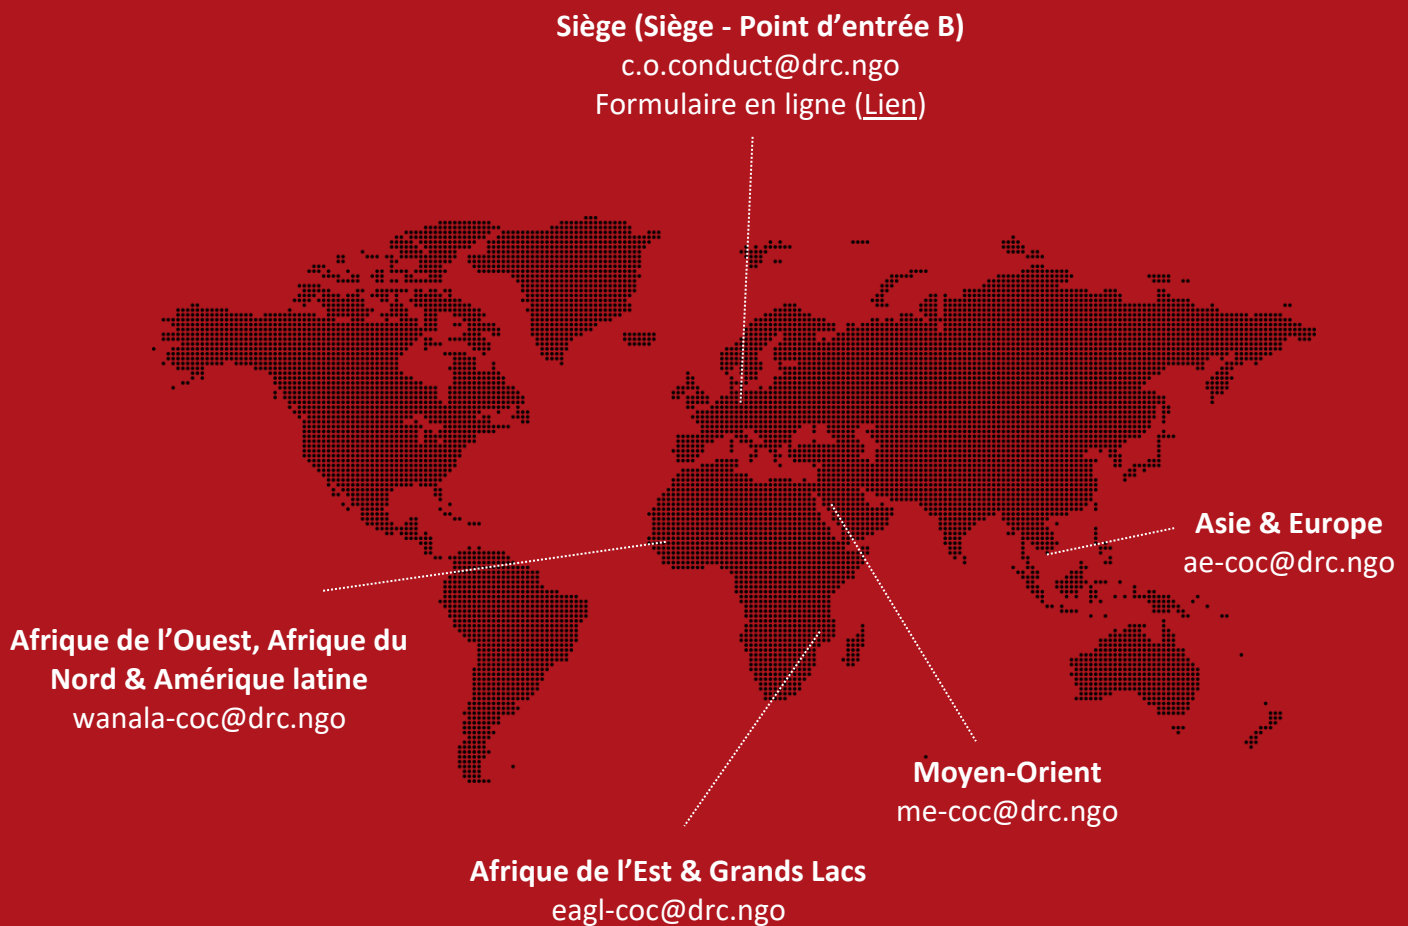 Siège (Siège - Point d’entrée B)
c.o.conduct@drc.ngo
Formulaire en ligne (Lien)
Asie & Europe
ae-coc@drc.ngo
Afrique de l’Ouest, Afrique du
Nord & Amérique latine
wanala-coc@drc.ngo
Moyen-Orient
me-coc@drc.ngo
Afrique de l’Est & Grands Lacs
eagl-coc@drc.ngo